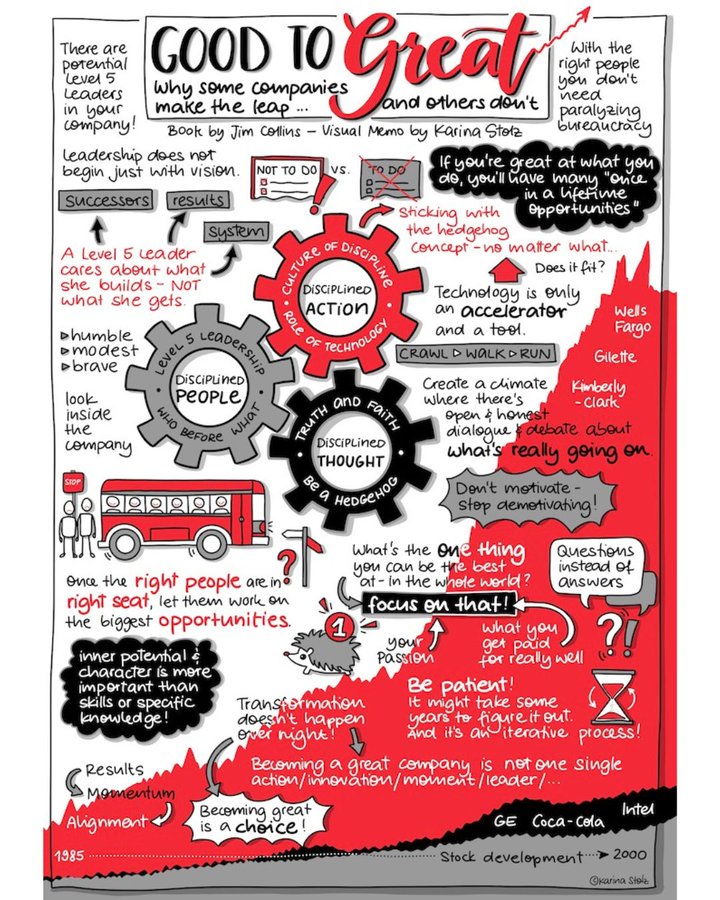 There are
potential
Level 5
Leaders
in your
company!
GOOD TO Great
Why some companies
make the leap ... and others don't
With the
right people
you don't
need
paralyzing
bureaucracy
Book by Jim Collins – Visual Memo by Karina Stolz
Leadership does not
begin just with vision.
successors
results
system
A Level 5 Leader
cares about what
she builds – NOT
what she gets.
NOT TO DO
vs.
TO DO
!
If you're great at what you
do, you'll have many "once
in a lifetime
opportunities"
Sticking with
the hedgehog
concept – no matter what...
Does it fit?
Technology is only
an accelerator
and a tool.
CRAWL ▷ WALK ▷ RUN
CULTURE OF DISCIPLINE
DISCIPLINED
ACTION
ROLE OF TECHNOLOGY
LEVEL 5 LEADERSHIP
DISCIPLINED
PEOPLE
WHO BEFORE WHAT
TRUTH AND FAITH
DISCIPLINED
THOUGHT
BE A HEDGEHOG
▷ humble
▷ modest
▷ brave
look
inside
the
company
Wells
Fargo
Gilette
Kimberly
-Clark
Create a climate
where there's
open & honest
dialogue & debate about
what's really going on.
Don't motivate –
stop demotivating!
STOP
?
Once the right people are in
right seat, let them work on
the biggest opportunities.
What's the one thing
you can be the best
at – in the whole world?
focus on that!
your
Passion
what you
get paid
for really well
Questions
instead of
answers
?!
1
inner potential &
character is more
important than
skills or specific
knowledge!
Be patient!
It might take some
years to figure it out.
And it's an iterative process!
Transformation
doesn't happen
over night!
Becoming a great company is not one single
action/innovation/moment/leader/...
Results
Momentum
Alignment
Becoming great
is a choice!
GE Coca-Cola Intel
1985 Stock development 2000
©Karina Stolz